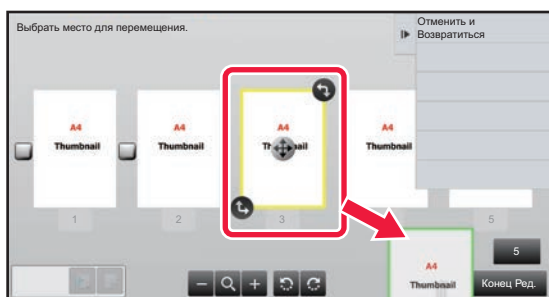 Выбрать место для перемещения.
Отменить и
Возвратиться
A4
Thumbnail
A4
Thumbnail
A4
A4
Thumbnail
1
2
3
5
5
A4
Thumbnail
Конец Ред.